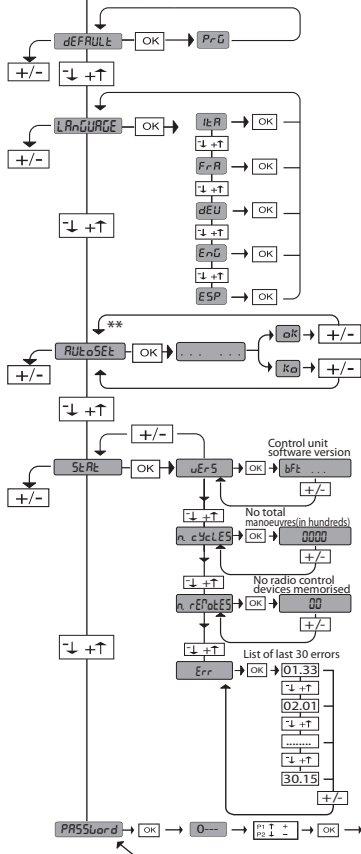 dEFAULt OK PrG
+/- -↓ +↑
LAnGUAGE OK ItA OK
+/- -↓ +↑
FrA OK
-↓ +↑
-↓ +↑ dEU OK
-↓ +↑
EnG OK
-↓ +↑
ESP OK
**
AUtoSEt OK ... ... oK +/-
+/- Ko +/-
-↓ +↑
+/-
StAt OK vErS OK bFt ...
Control unit
software version
+/- +/-
-↓ +↑
No total
manoeuvres(in hundreds)
n. cYcLES OK 0000
+/-
-↓ +↑
No radio control
devices memorised
n. rEMotES OK 00
+/-
-↓ +↑
-↓ +↑
List of last 30 errors
Err OK 01.33
-↓ +↑
02.01
-↓ +↑
........
-↓ +↑
30.15
+/-
PASSword OK 0--- P1 ↑ + OK
P2 ↓ -